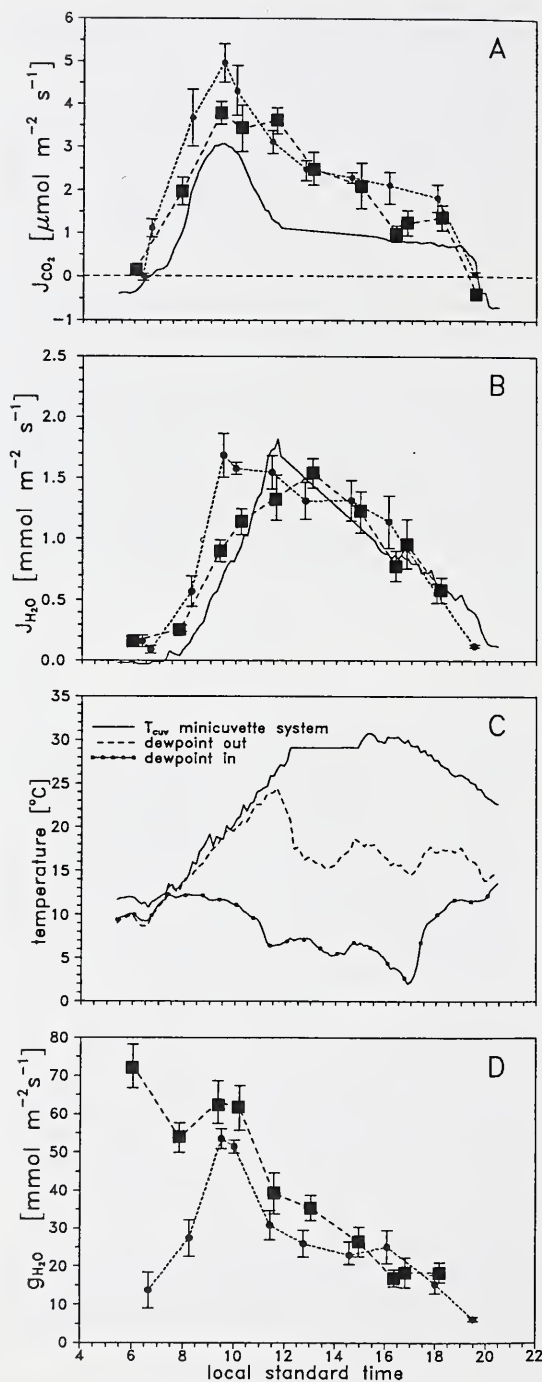 A
6
5
4
3
2
1
0
-1
J_CO₂ [μmol m⁻² s⁻¹]
B
2.5
2.0
1.5
1.0
0.5
0.0
J_H₂O [mmol m⁻² s⁻¹]
C
35
30
25
20
15
10
5
0
temperature [°C]
T_cuv minicuvette system
dewpoint out
dewpoint in
D
80
70
60
50
40
30
20
10
0
g_H₂O [mmol m⁻²s⁻¹]
4 6 8 10 12 14 16 18 20 22
local standard time